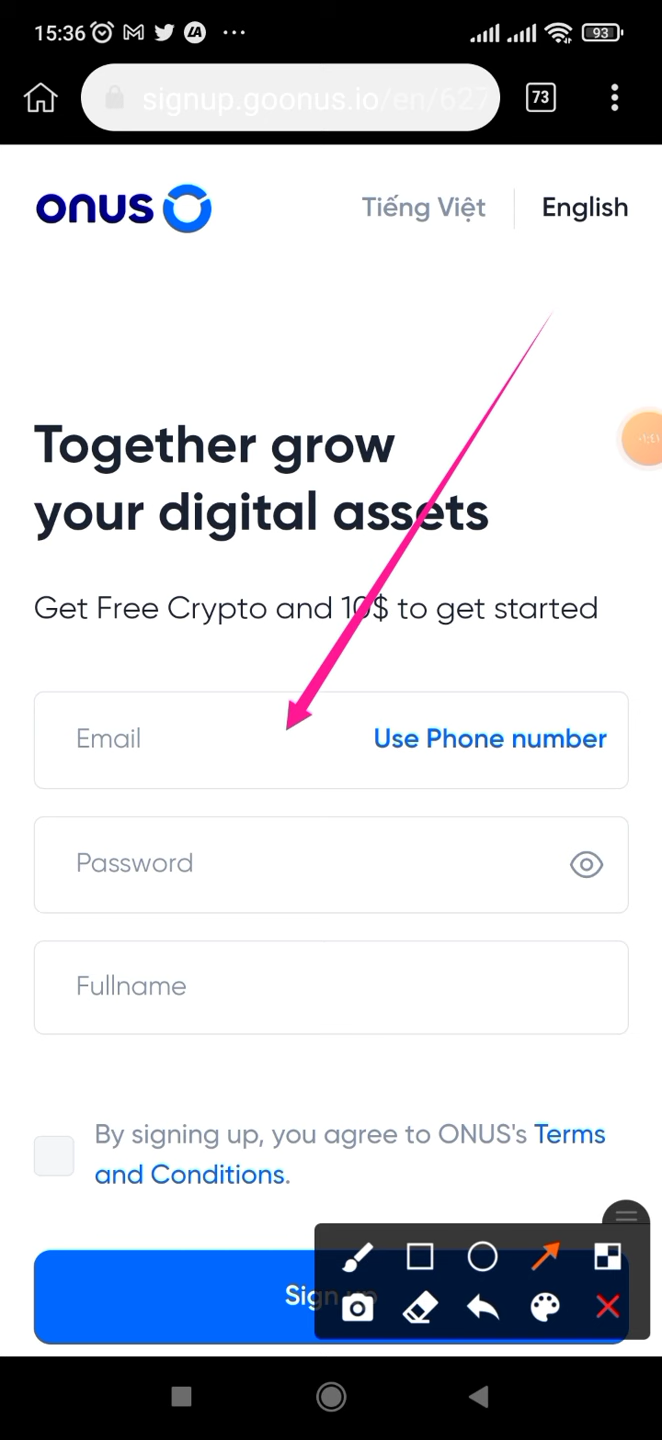 15:36
93
signup.goonus.io/en/627
73
onus
Tiếng Việt
English
Together grow
your digital assets
Get Free Crypto and 10$ to get started
Email
Use Phone number
Password
Fullname
By signing up, you agree to ONUS's Terms
and Conditions.
Sign up